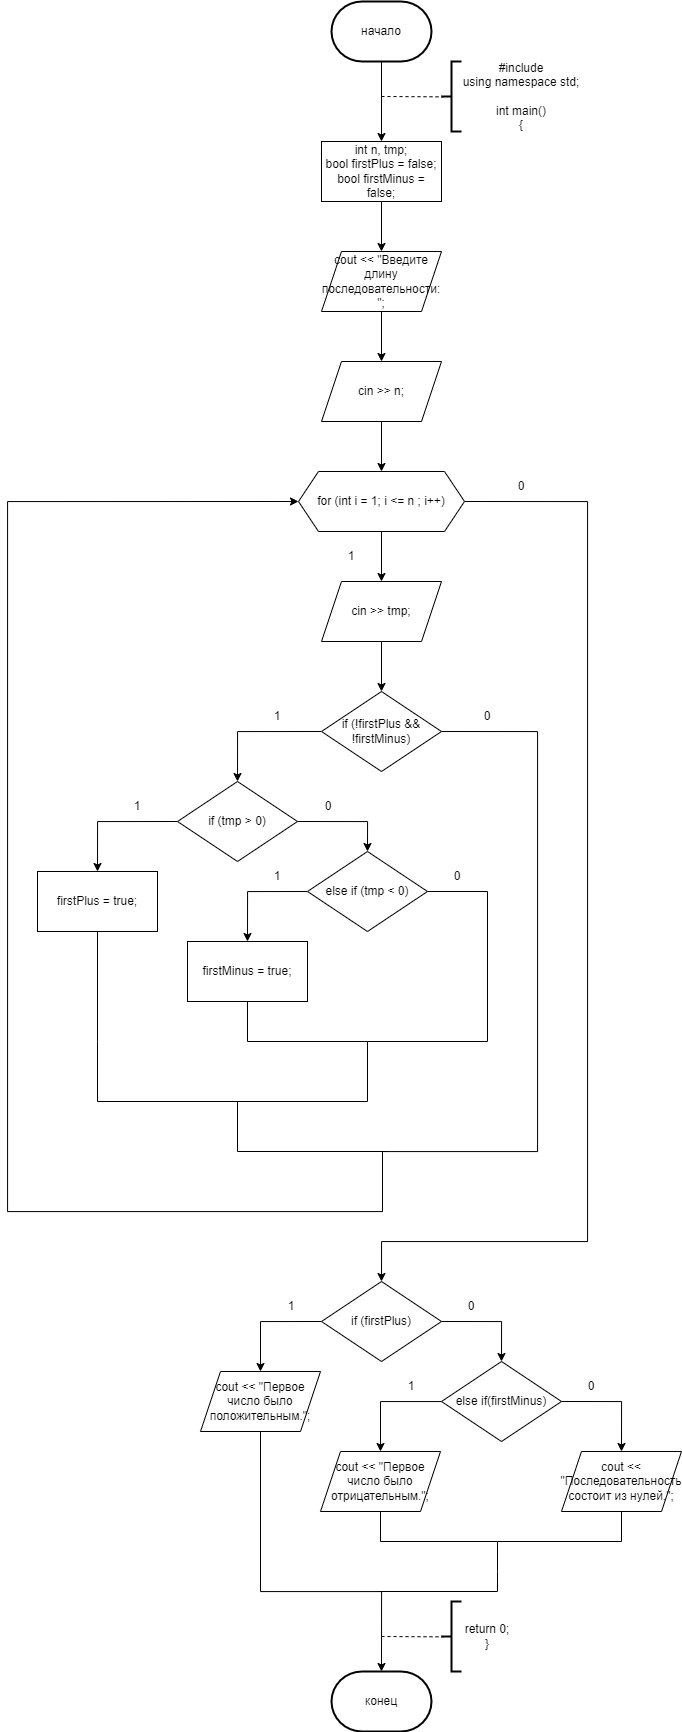 начало
#include
using namespace std;
int main()
{
int n, tmp;
bool firstPlus = false;
bool firstMinus =
false;
cout << "Введите
длину
последовательности:
";
cin >> n;
for (int i = 1; i <= n ; i++)
0
1
cin >> tmp;
if (!firstPlus &&
!firstMinus)
1
0
if (tmp > 0)
1
0
firstPlus = true;
else if (tmp < 0)
1
0
firstMinus = true;
if (firstPlus)
1
0
cout << "Первое
число было
положительным.";
else if(firstMinus)
1
0
cout << "Первое
число было
отрицательным.";
cout <<
"Последовательность
состоит из нулей.";
return 0;
}
конец